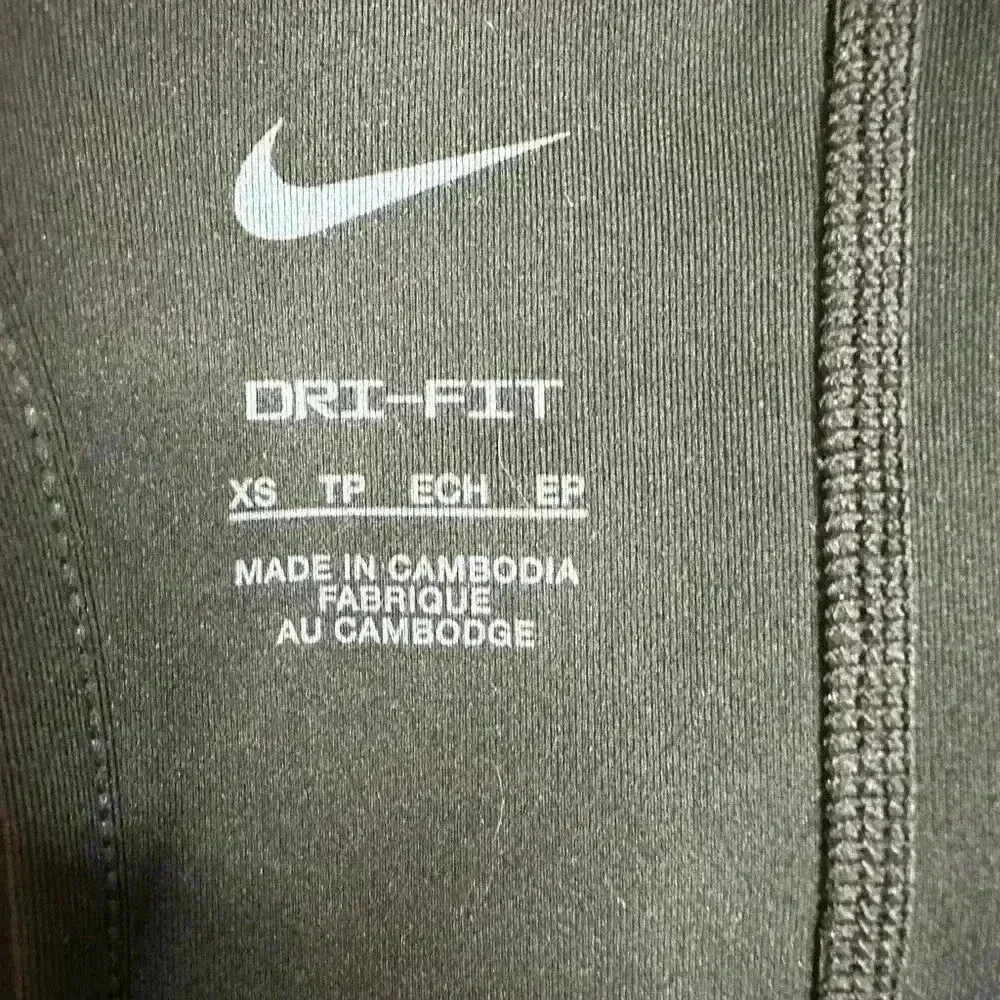 DRI-FIT
XS TP ECH EP
MADE IN CAMBODIA
FABRIQUE
AU CAMBODGE